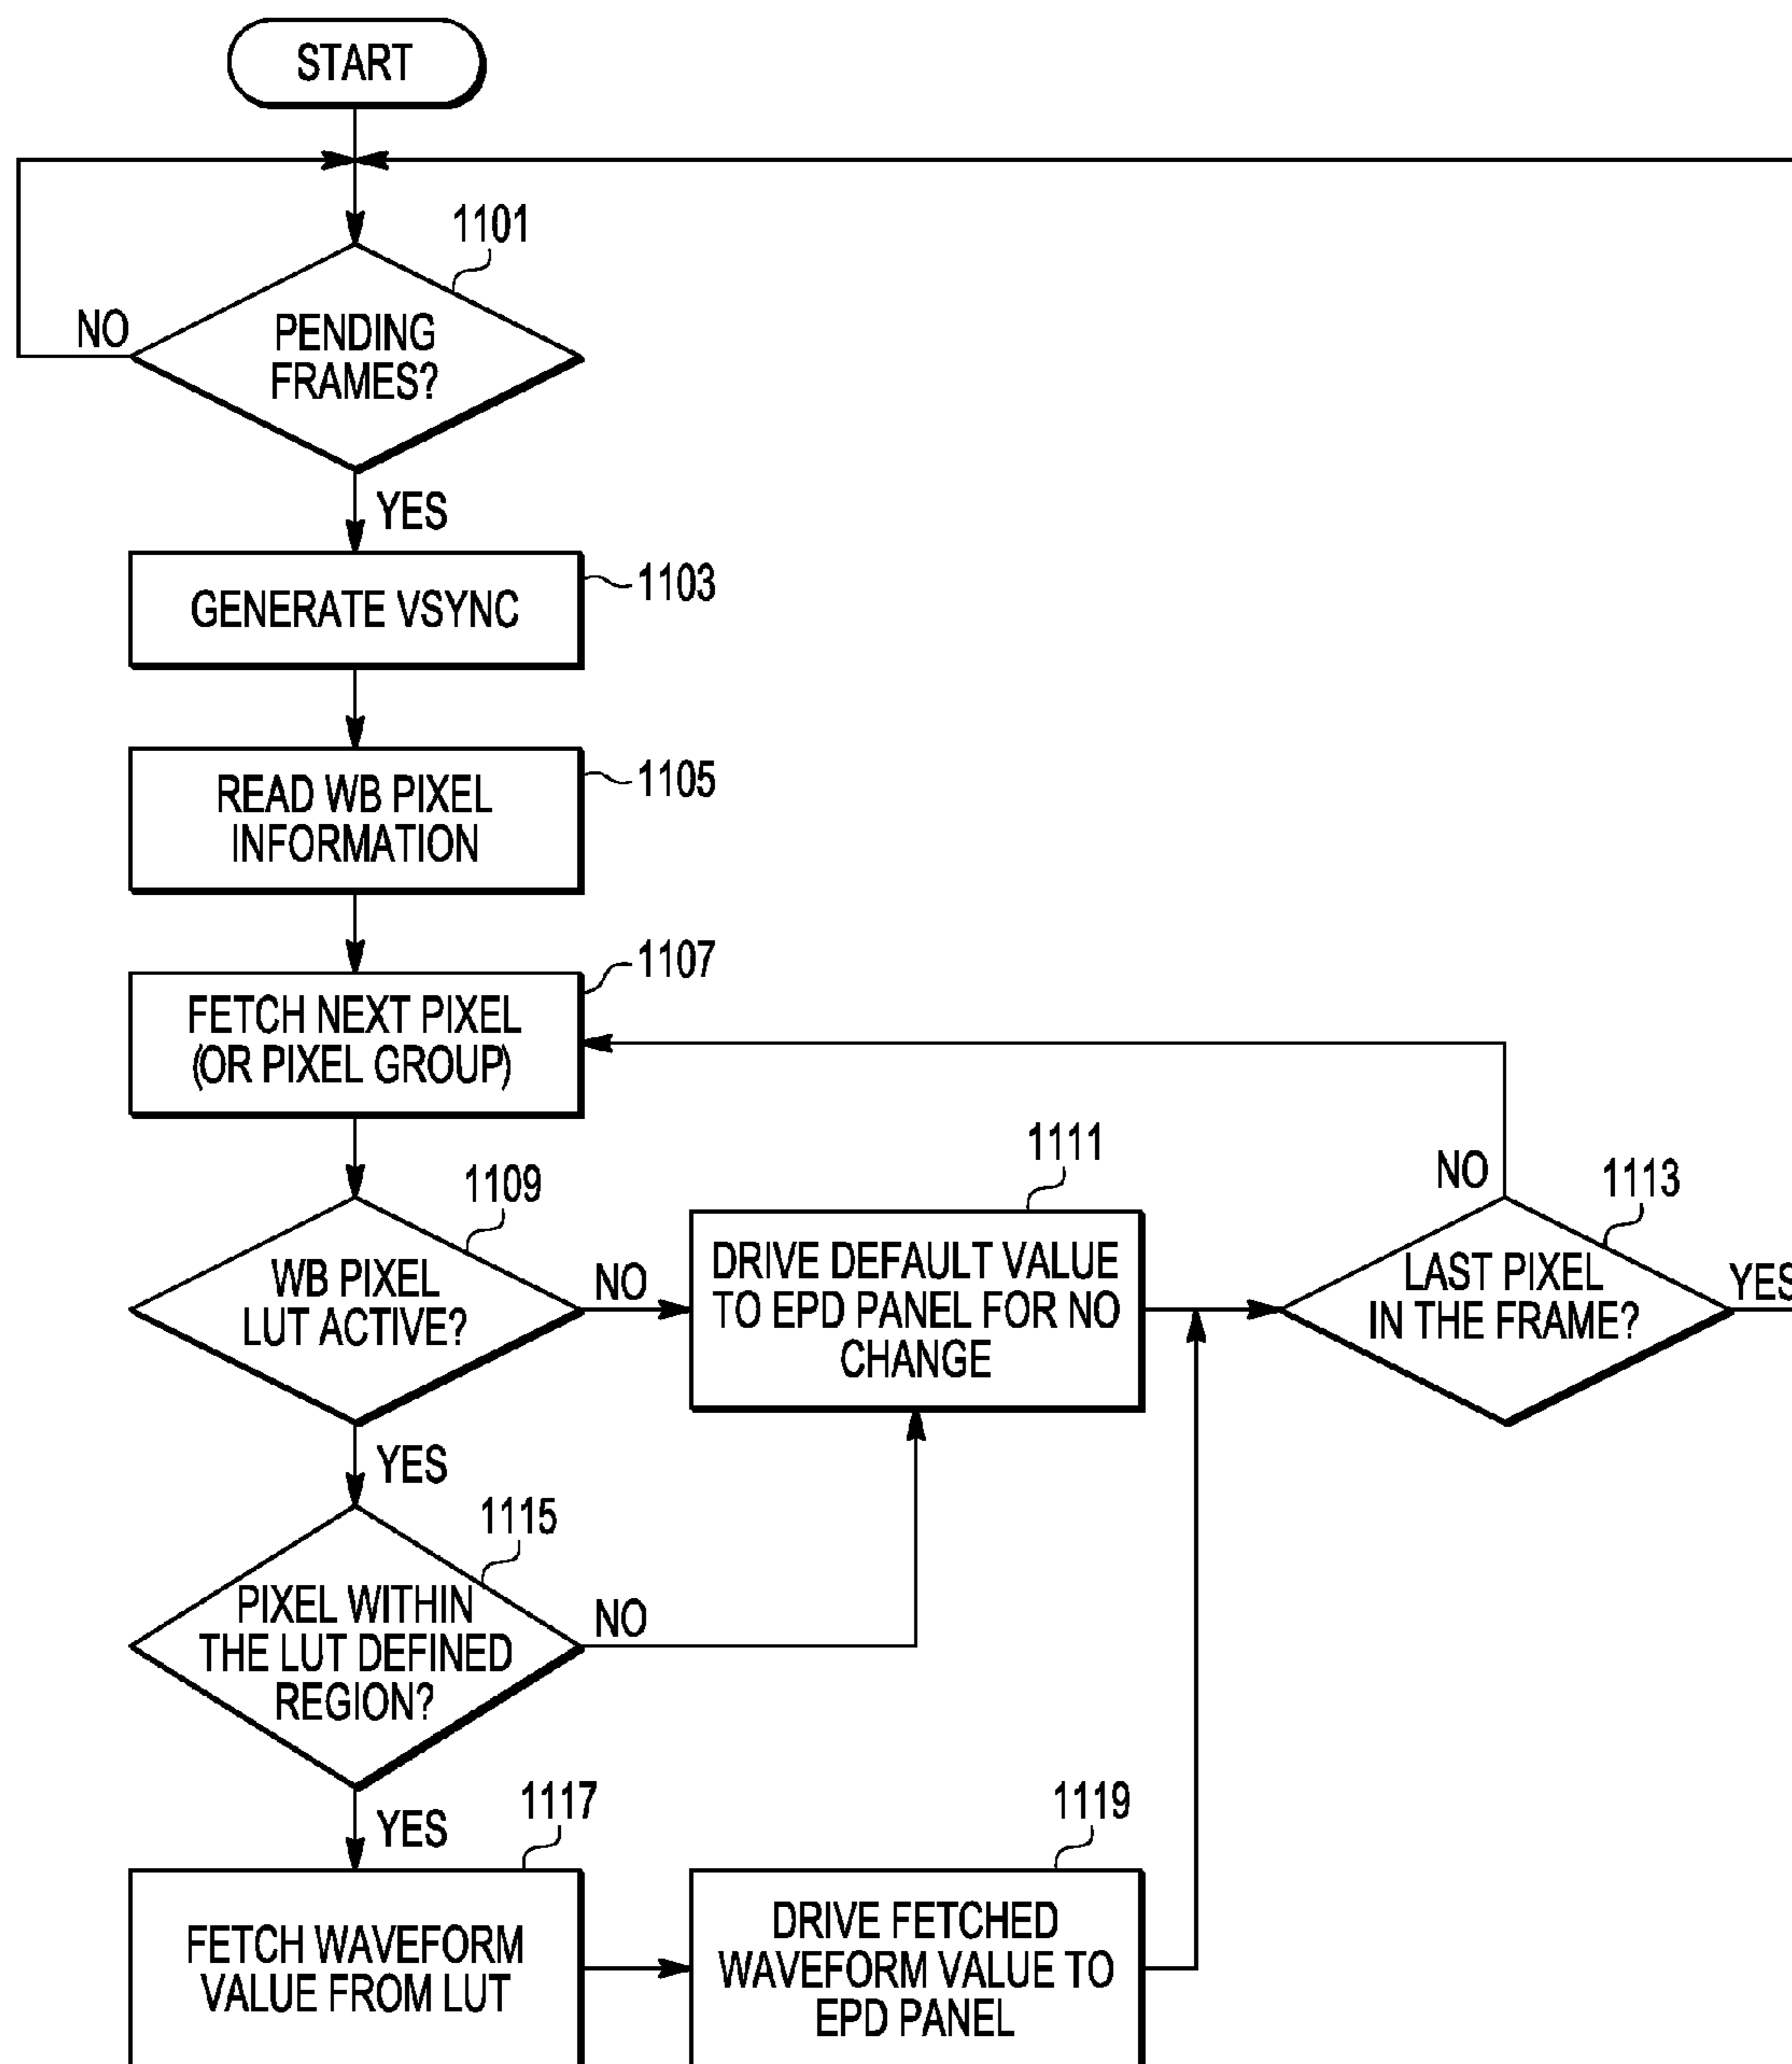 START
1101
PENDING
FRAMES?
NO
YES
GENERATE VSYNC
1103
READ WB PIXEL
INFORMATION
1105
FETCH NEXT PIXEL
(OR PIXEL GROUP)
1107
1109
WB PIXEL
LUT ACTIVE?
NO
YES
1111
DRIVE DEFAULT VALUE
TO EPD PANEL FOR NO
CHANGE
1113
LAST PIXEL
IN THE FRAME?
NO
YES
1115
PIXEL WITHIN
THE LUT DEFINED
REGION?
NO
YES
1117
FETCH WAVEFORM
VALUE FROM LUT
1119
DRIVE FETCHED
WAVEFORM VALUE TO
EPD PANEL